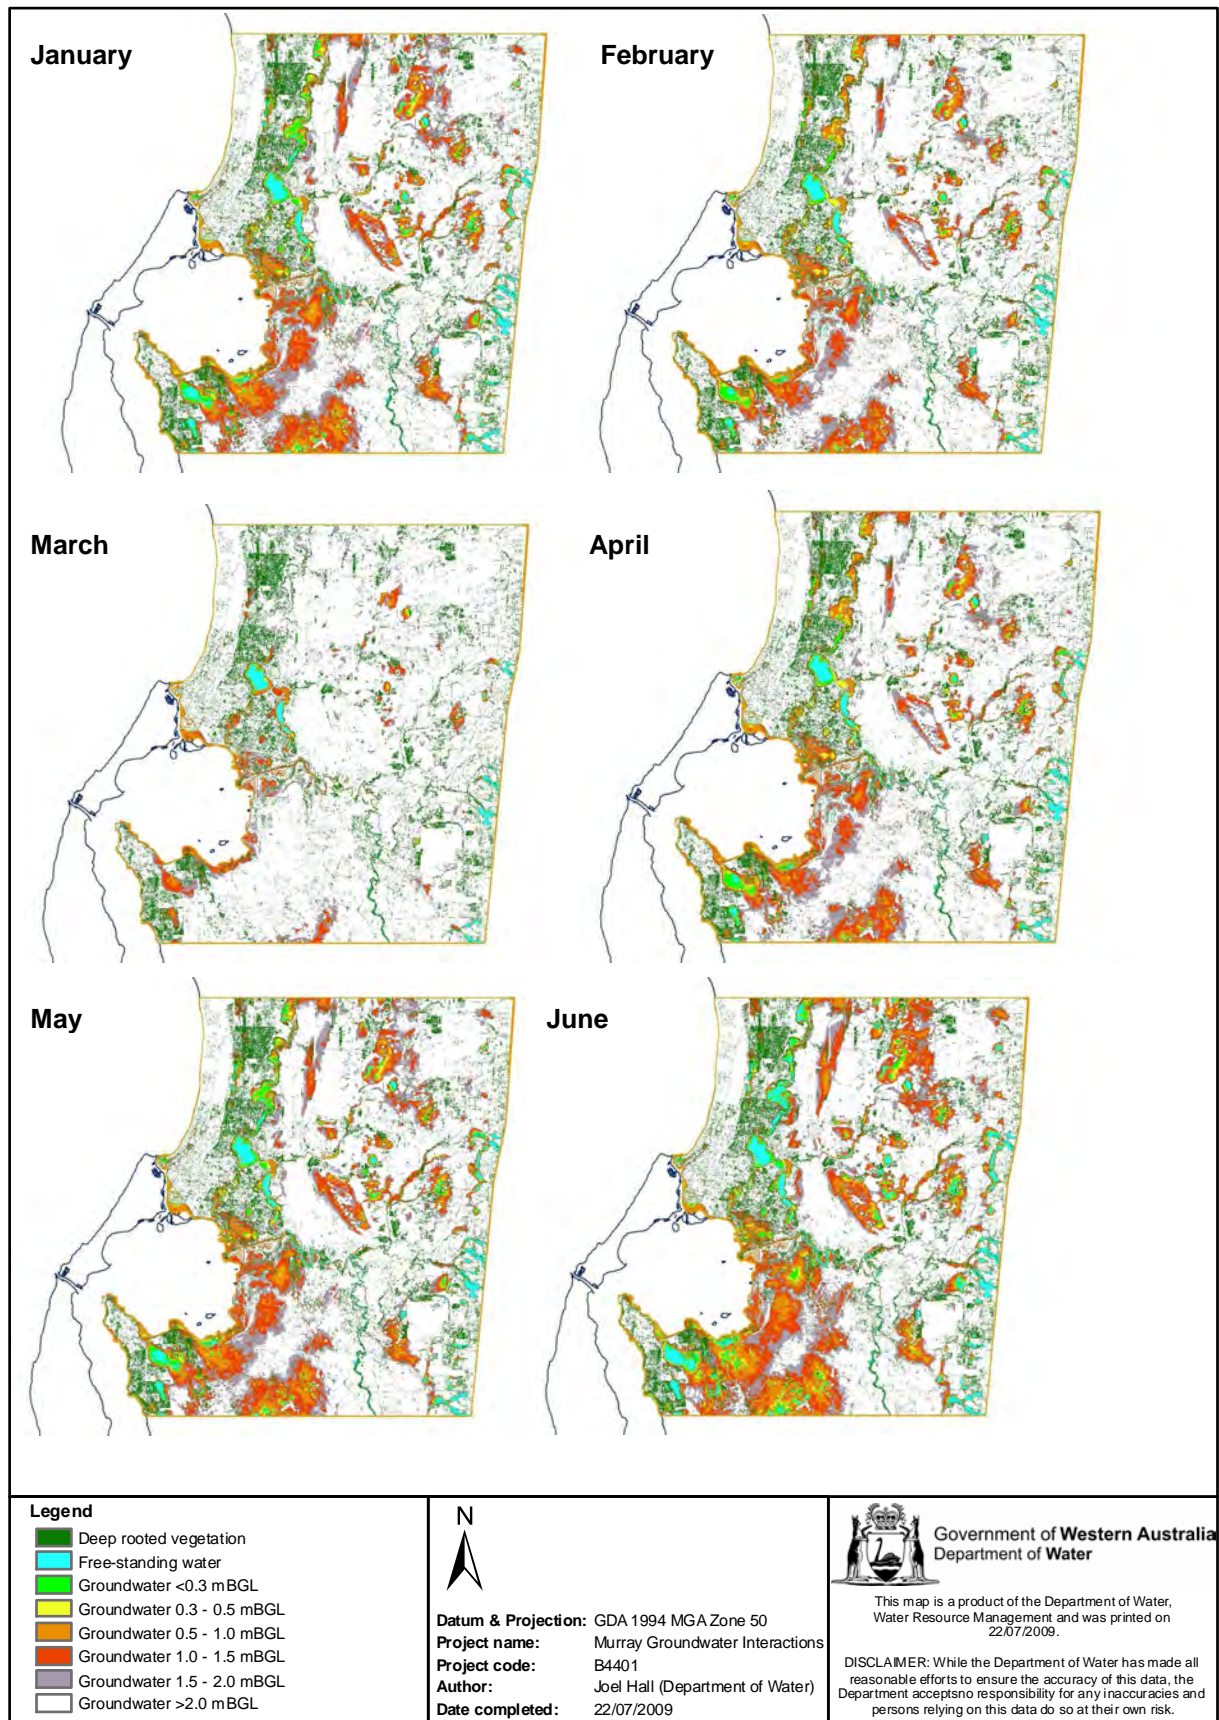 January
February
March
April
May
June
Legend
Deep rooted vegetation
Free-standing water
Groundwater <0.3 mBGL
Groundwater 0.3 - 0.5 mBGL
Groundwater 0.5 - 1.0 mBGL
Groundwater 1.0 - 1.5 mBGL
Groundwater 1.5 - 2.0 mBGL
Groundwater >2.0 mBGL
N
Datum & Projection: GDA 1994 MGA Zone 50
Project name: Murray Groundwater Interactions
Project code: B4401
Author: Joel Hall (Department of Water)
Date completed: 22/07/2009
Government of Western Australia
Department of Water
This map is a product of the Department of Water,
Water Resource Management and was printed on
22/07/2009.
DISCLAIMER: While the Department of Water has made all
reasonable efforts to ensure the accuracy of this data, the
Department acceptsno responsibility for any inaccuracies and
persons relying on this data do so at their own risk.